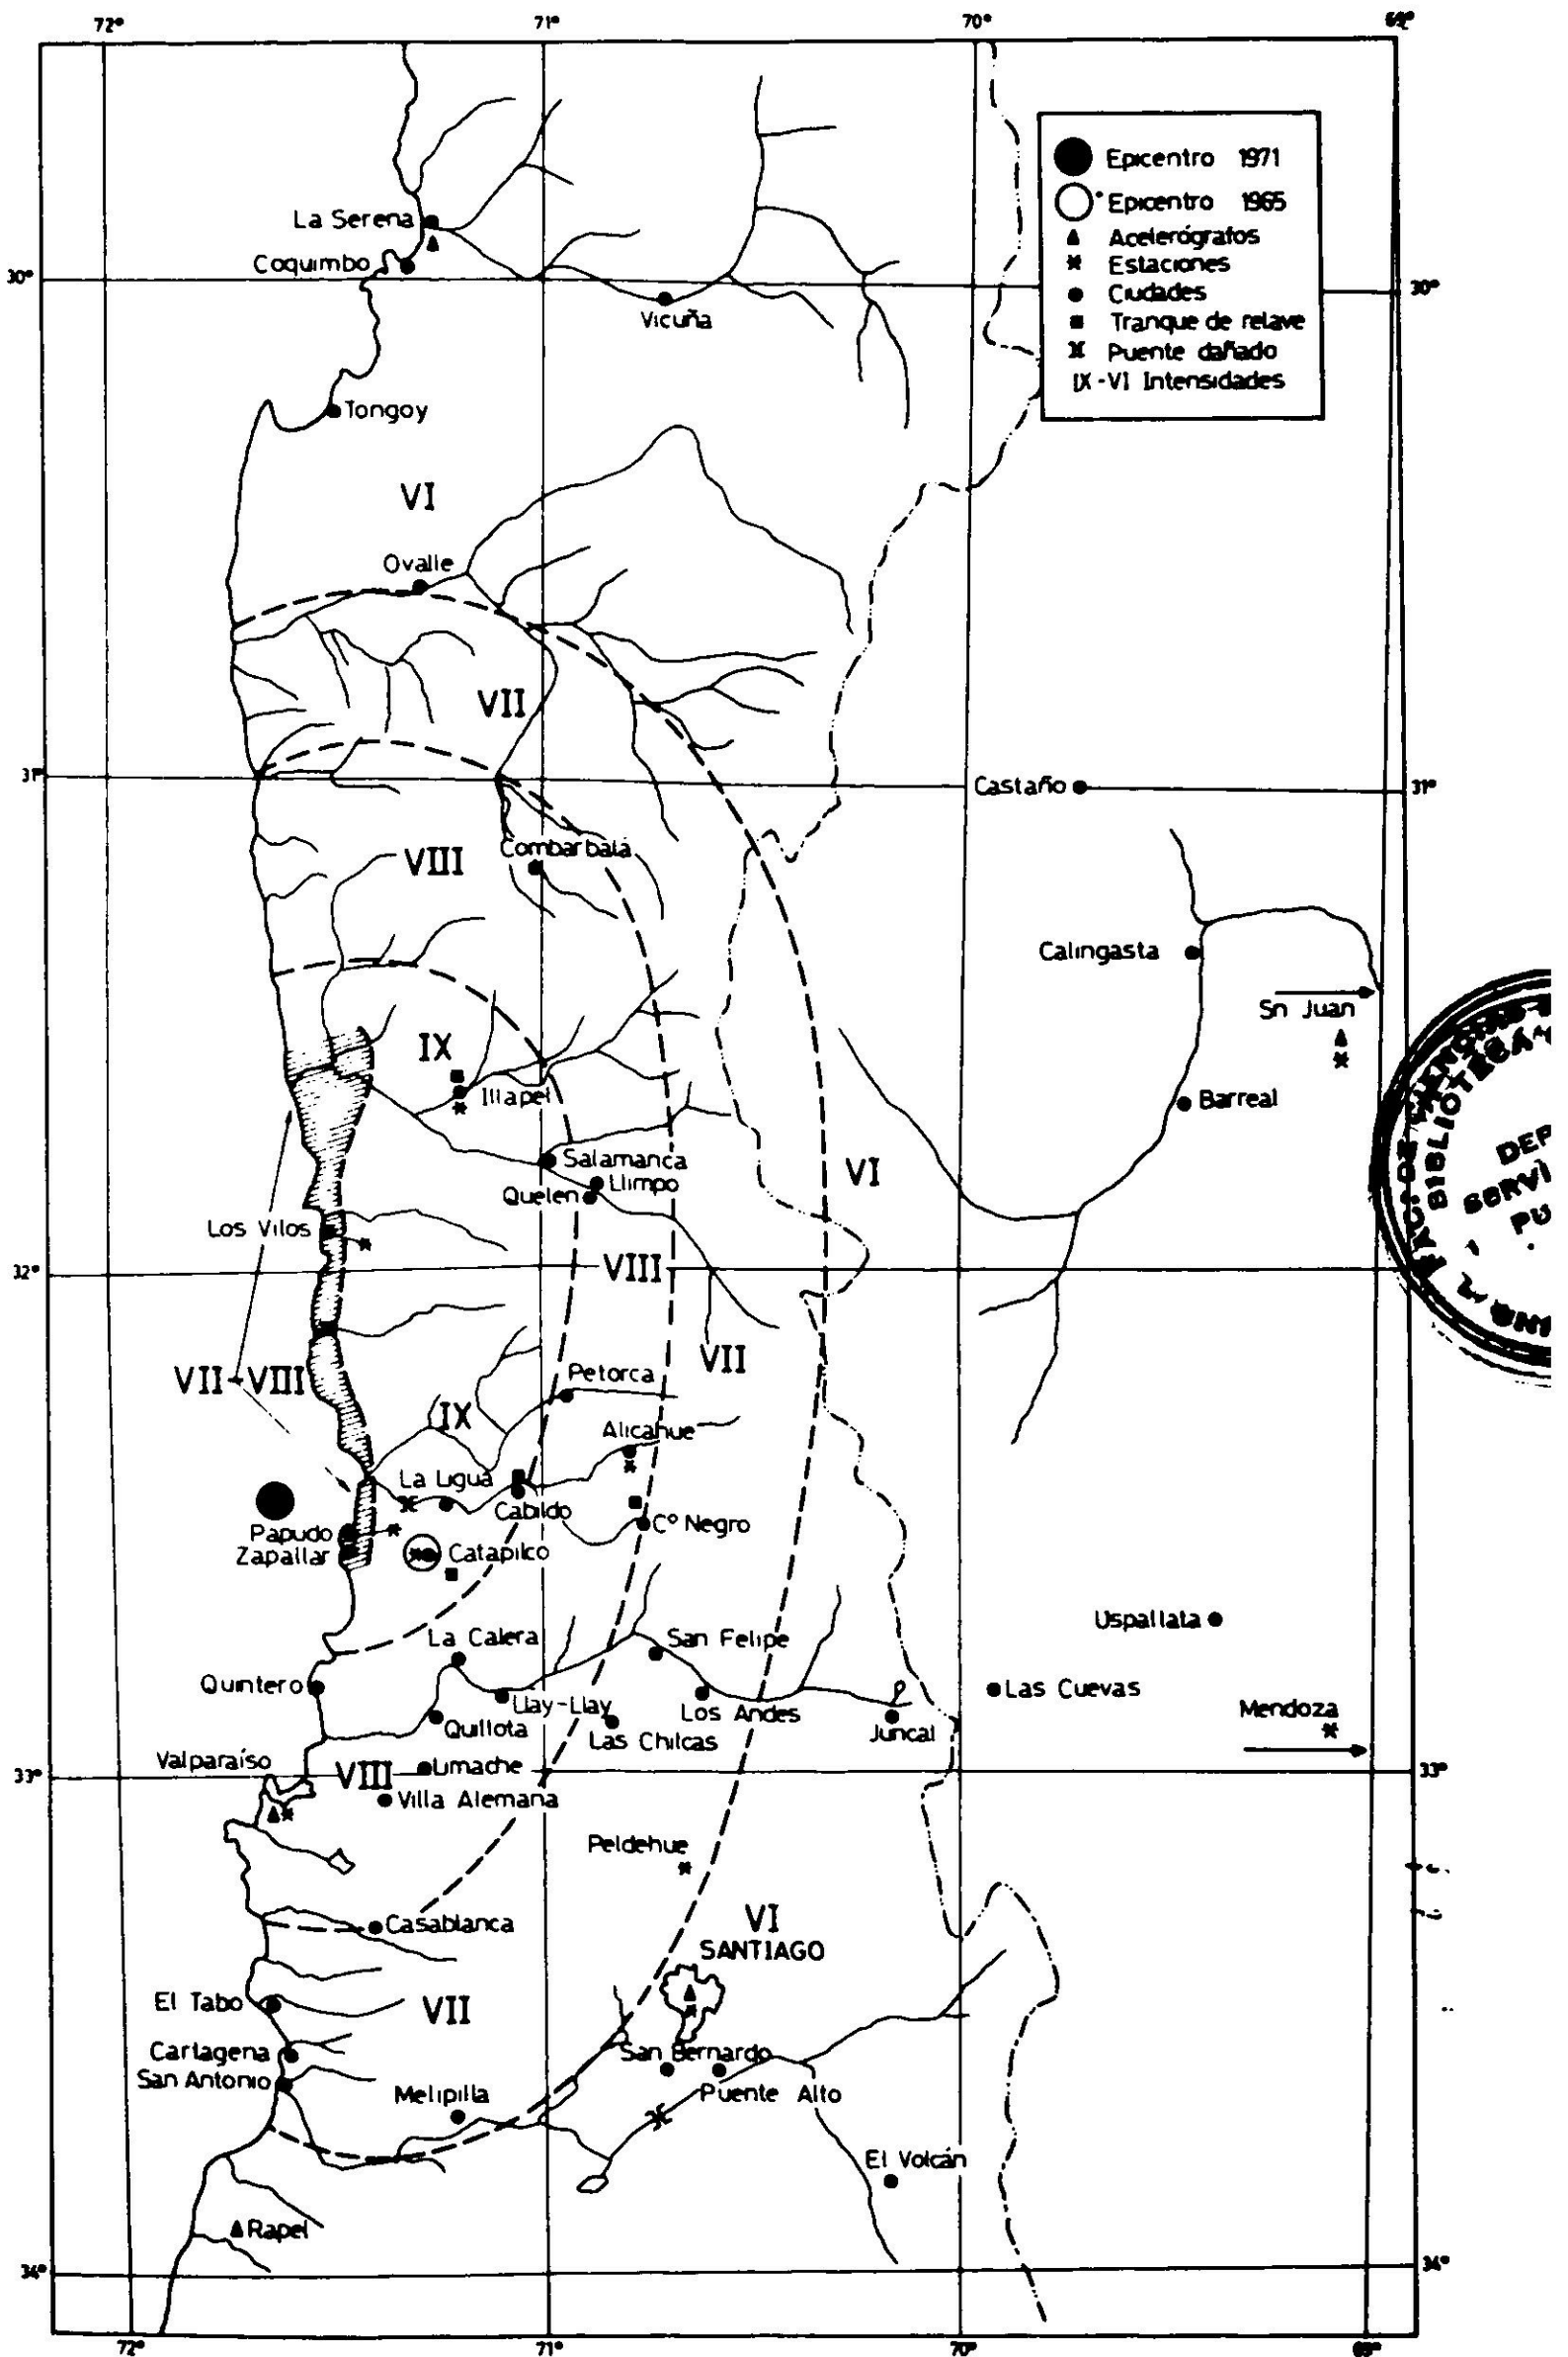 72°
71°
70°
69°
Epicentro 1971
Epicentro 1965
Acelerógrafos
Estaciones
Ciudades
Tranque de relave
Puente dañado
IX-VI Intensidades
La Serena
Coquimbo
30°
30°
Vicuña
Tongoy
VI
Ovalle
VII
31°
Castaño
31°
Combarbalá
VIII
Calingasta
Sn Juan
IX
Illapel
Barreal
Salamanca
Llimpo
Quelen
VI
Los Vilos
VIII
32°
VII
VII-VIII
Petorca
IX
Alicahue
La Ligua
Cabildo
Papudo
C° Negro
Zapallar
Catapilco
Uspallata
La Calera
San Felipe
Quintero
Las Cuevas
Llay-Llay
Los Andes
Mendoza
Quillota
Las Chilcas
Juncal
Valparaíso
VIII
Limache
33°
33°
Villa Alemana
Peldehue
VI
Casablanca
SANTIAGO
El Tabo
VII
Cartagena
San Bernardo
San Antonio
Melipilla
Puente Alto
El Volcán
Rapel
34°
34°
72°
71°
70°
69°
BIBLIOTECA